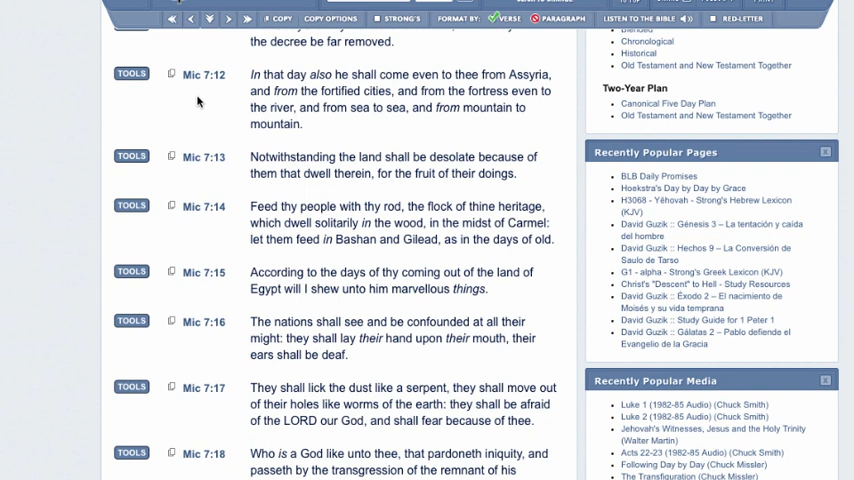 COPY COPY OPTIONS STRONG'S FORMAT BY: VERSE PARAGRAPH LISTEN TO THE BIBLE RED-LETTER
the decree be far removed.
TOOLS Mic 7:12 In that day also he shall come even to thee from Assyria,
and from the fortified cities, and from the fortress even to
the river, and from sea to sea, and from mountain to
mountain.
TOOLS Mic 7:13 Notwithstanding the land shall be desolate because of
them that dwell therein, for the fruit of their doings.
TOOLS Mic 7:14 Feed thy people with thy rod, the flock of thine heritage,
which dwell solitarily in the wood, in the midst of Carmel:
let them feed in Bashan and Gilead, as in the days of old.
TOOLS Mic 7:15 According to the days of thy coming out of the land of
Egypt will I shew unto him marvellous things.
TOOLS Mic 7:16 The nations shall see and be confounded at all their
might: they shall lay their hand upon their mouth, their
ears shall be deaf.
TOOLS Mic 7:17 They shall lick the dust like a serpent, they shall move out
of their holes like worms of the earth: they shall be afraid
of the LORD our God, and shall fear because of thee.
TOOLS Mic 7:18 Who is a God like unto thee, that pardoneth iniquity, and
passeth by the transgression of the remnant of his
Blended
Chronological
Historical
Old Testament and New Testament Together
Two-Year Plan
Canonical Five Day Plan
Old Testament and New Testament Together
Recently Popular Pages
BLB Daily Promises
Hoekstra's Day by Day by Grace
H3068 - Yĕhovah - Strong's Hebrew Lexicon
(KJV)
David Guzik :: Génesis 3 – La tentación y caída
del hombre
David Guzik :: Hechos 9 – La Conversión de
Saulo de Tarso
G1 - alpha - Strong's Greek Lexicon (KJV)
Christ's "Descent" to Hell - Study Resources
David Guzik :: Éxodo 2 – El nacimiento de
Moisés y su vida temprana
David Guzik :: Study Guide for 1 Peter 1
David Guzik :: Gálatas 2 – Pablo defiende el
Evangelio de la Gracia
Recently Popular Media
Luke 1 (1982-85 Audio) (Chuck Smith)
Luke 2 (1982-85 Audio) (Chuck Smith)
Jehovah's Witnesses, Jesus and the Holy Trinity
(Walter Martin)
Acts 22-23 (1982-85 Audio) (Chuck Smith)
Following Day by Day (Chuck Missler)
The Transfiguration (Chuck Missler)